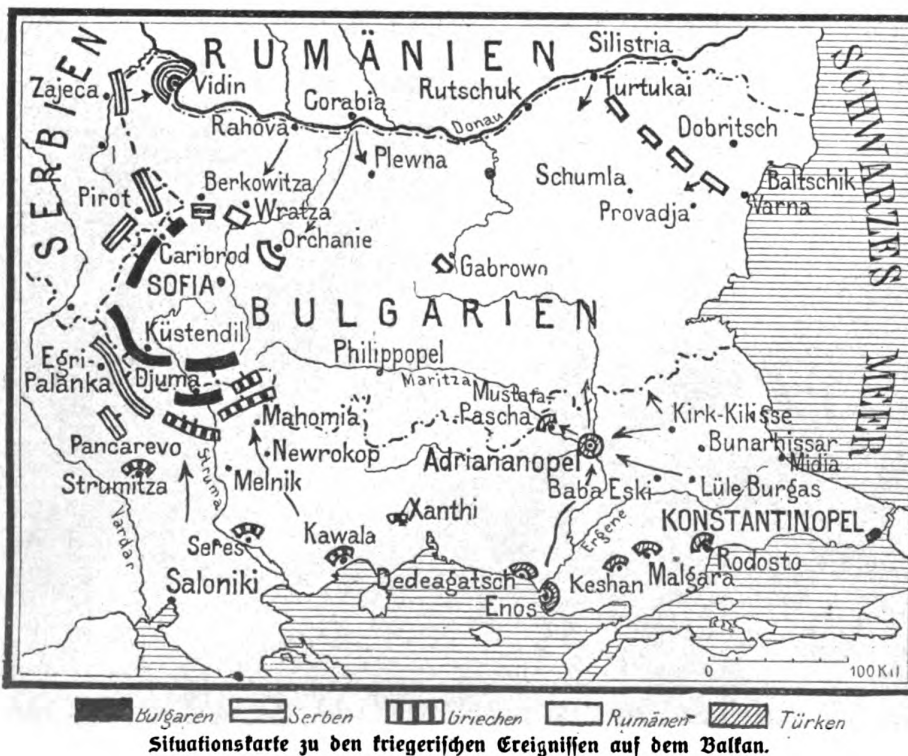 SERBIEN
RUMÄNIEN
SCHWARZES MEER
BULGARIEN
Silistria
Zajeca
Vidin
Corabia
Rutschuk
Turtukai
Rahova
Donau
Dobritsch
Plewna
Berkowitza
Schumla
Baltschik
Pirot
Wratza
Provadja
Varna
Orchanie
Caribrod
Gabrowo
SOFIA
Küstendil
Philippopel
Egri-
Palanka
Djuma
Maritza
Mustafa-
Pascha
Kirk-Kilisse
Mahomia
Bunarhissar
Pancarevo
Newrokop
Adriananopel
Midia
Strumitza
Struma
Melnik
Baba Eski
Lüle Burgas
Xanthi
Vardar
Ergene
KONSTANTINOPEL
Seres
Kawala
Rodosto
Dedeagatsch
Keshan
Malgara
Saloniki
Enos
0 100 Kil
Bulgaren Serben Griechen Rumänen Türken
Situationskarte zu den kriegerischen Ereignissen auf dem Balkan.